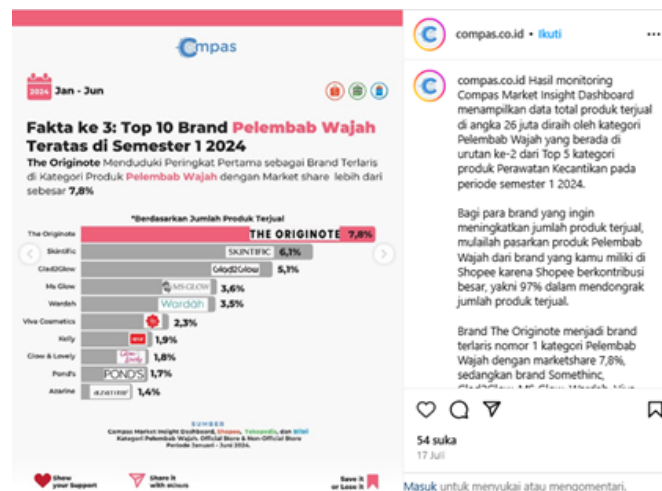 Compas
2024 Jan - Jun
Fakta ke 3: Top 10 Brand Pelembab Wajah
Teratas di Semester 1 2024
The Originote Menduduki Peringkat Pertama sebagai Brand Terlaris
di Kategori Produk Pelembab Wajah dengan Market share lebih dari
sebesar 7,8%
*Berdasarkan Jumlah Produk Terjual
The Originote THE ORIGINOTE 7,8%
Skintific SKINTIFIC 6,1%
Glad2Glow Glad2Glow 5,1%
Ms Glow MS GLOW 3,6%
Wardah Wardah 3,5%
Viva Cosmetics 2,3%
Kelly 1,9%
Glow & Lovely Glow & Lovely 1,8%
Pond's POND'S 1,7%
Azarine azarine 1,4%
SUMBER
Compas Market Insight Dashboard, Shopee, Tokopedia, dan Blibli
Kategori Pelembab Wajah, Official Store & Non-Official Store
Periode Januari - Juni 2024.
Show
your Support
Share it
with others
Save it
or Lose it
compas.co.id • Ikuti
compas.co.id Hasil monitoring
Compas Market Insight Dashboard
menampilkan data total produk terjual
di angka 26 juta diraih oleh kategori
Pelembab Wajah yang berada di
urutan ke-2 dari Top 5 kategori
produk Perawatan Kecantikan pada
periode semester 1 2024.
Bagi para brand yang ingin
meningkatkan jumlah produk terjual,
mulailah pasarkan produk Pelembab
Wajah dari brand yang kamu miliki di
Shopee karena Shopee berkontribusi
besar, yakni 97% dalam mendongrak
jumlah produk terjual.
Brand The Originote menjadi brand
terlaris nomor 1 kategori Pelembab
Wajah dengan marketshare 7,8%,
sedangkan brand Somethinc,
Glad2Glow, MS Glow, Wardah, Viva
54 suka
17 Juli
Masuk untuk menyukai atau mengomentari.